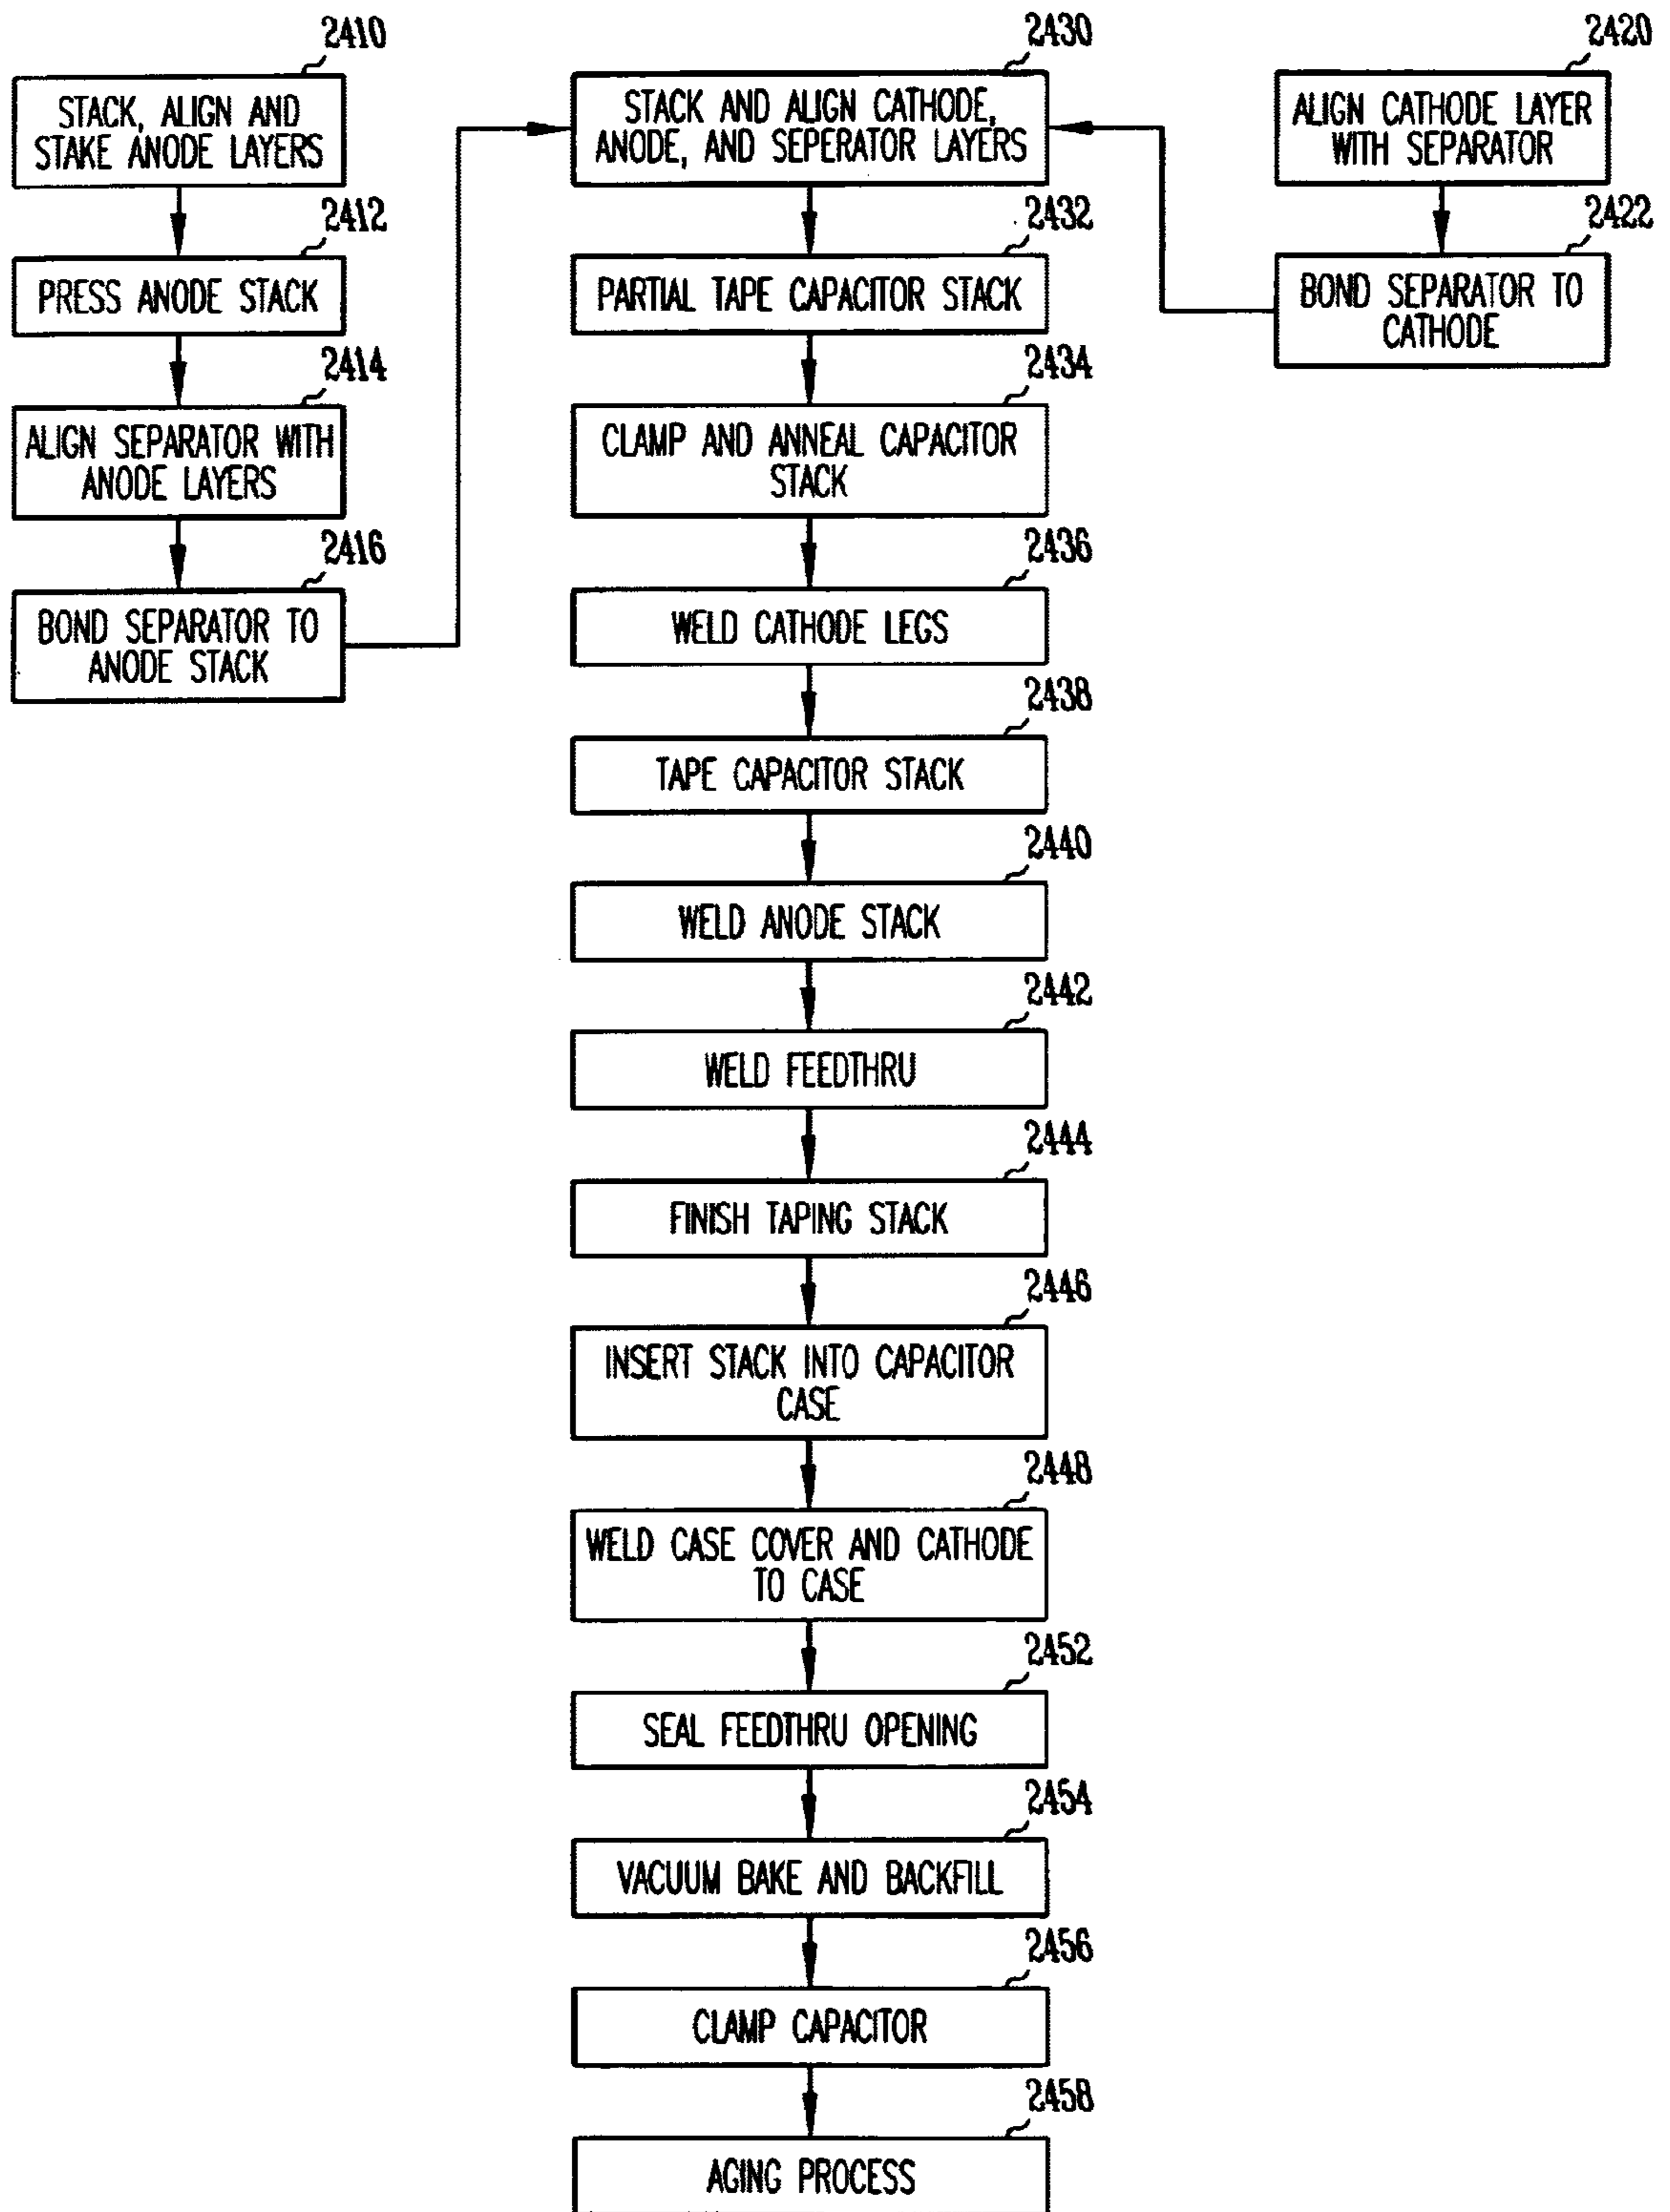 2410
STACK, ALIGN AND
STAKE ANODE LAYERS
2412
PRESS ANODE STACK
2414
ALIGN SEPARATOR WITH
ANODE LAYERS
2416
BOND SEPARATOR TO
ANODE STACK
2430
STACK AND ALIGN CATHODE,
ANODE, AND SEPERATOR LAYERS
2432
PARTIAL TAPE CAPACITOR STACK
2434
CLAMP AND ANNEAL CAPACITOR
STACK
2436
WELD CATHODE LEGS
2438
TAPE CAPACITOR STACK
2440
WELD ANODE STACK
2442
WELD FEEDTHRU
2444
FINISH TAPING STACK
2446
INSERT STACK INTO CAPACITOR
CASE
2448
WELD CASE COVER AND CATHODE
TO CASE
2452
SEAL FEEDTHRU OPENING
2454
VACUUM BAKE AND BACKFILL
2456
CLAMP CAPACITOR
2458
AGING PROCESS
2420
ALIGN CATHODE LAYER
WITH SEPARATOR
2422
BOND SEPARATOR TO
CATHODE